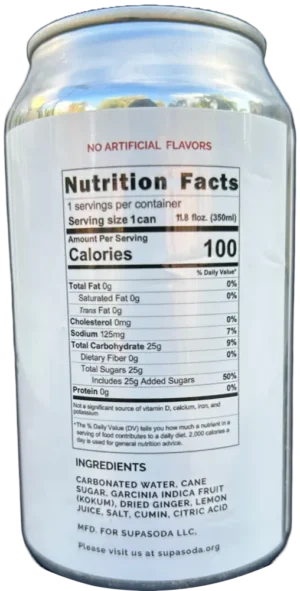 NO ARTIFICIAL FLAVORS
Nutrition Facts
1 servings per container
Serving size 1 can 11.8 floz. (350ml)
Amount Per Serving
Calories 100
% Daily Value*
Total Fat 0g 0%
Saturated Fat 0g 0%
Trans Fat 0g
Cholesterol 0mg 0%
Sodium 125mg 7%
Total Carbohydrate 25g 9%
Dietary Fiber 0g 0%
Total Sugars 25g
Includes 25g Added Sugars 50%
Protein 0g 0%
Not a significant source of vitamin D, calcium, iron, and
potassium
*The % Daily Value (DV) tells you how much a nutrient in a
serving of food contributes to a daily diet. 2,000 calories a
day is used for general nutrition advice.
INGREDIENTS
CARBONATED WATER, CANE
SUGAR, GARCINIA INDICA FRUIT
(KOKUM), DRIED GINGER, LEMON
JUICE, SALT, CUMIN, CITRIC ACID
MFD. FOR SUPASODA LLC,
Please visit us at supasoda.org